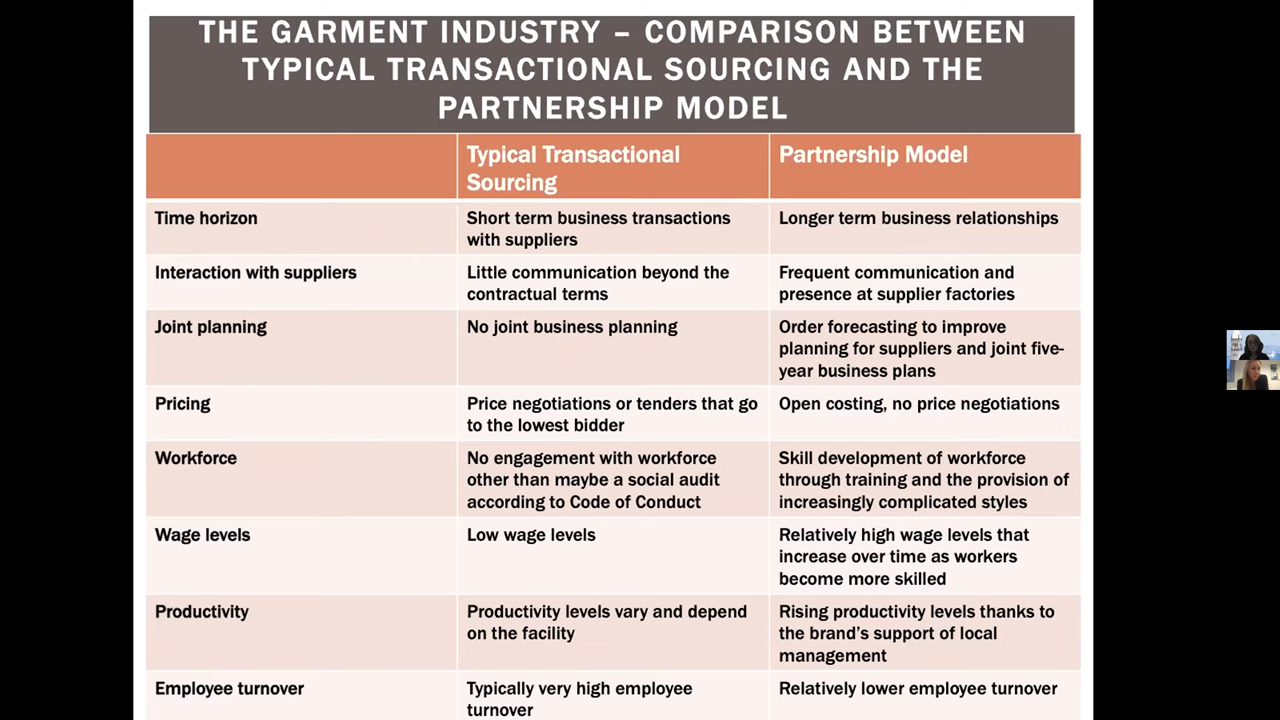 THE GARMENT INDUSTRY – COMPARISON BETWEEN
TYPICAL TRANSACTIONAL SOURCING AND THE
PARTNERSHIP MODEL
Typical Transactional
Sourcing
Partnership Model
Time horizon
Short term business transactions
with suppliers
Longer term business relationships
Interaction with suppliers
Little communication beyond the
contractual terms
Frequent communication and
presence at supplier factories
Joint planning
No joint business planning
Order forecasting to improve
planning for suppliers and joint five-
year business plans
Pricing
Price negotiations or tenders that go
to the lowest bidder
Open costing, no price negotiations
Workforce
No engagement with workforce
other than maybe a social audit
according to Code of Conduct
Skill development of workforce
through training and the provision of
increasingly complicated styles
Wage levels
Low wage levels
Relatively high wage levels that
increase over time as workers
become more skilled
Productivity
Productivity levels vary and depend
on the facility
Rising productivity levels thanks to
the brand’s support of local
management
Employee turnover
Typically very high employee
turnover
Relatively lower employee turnover